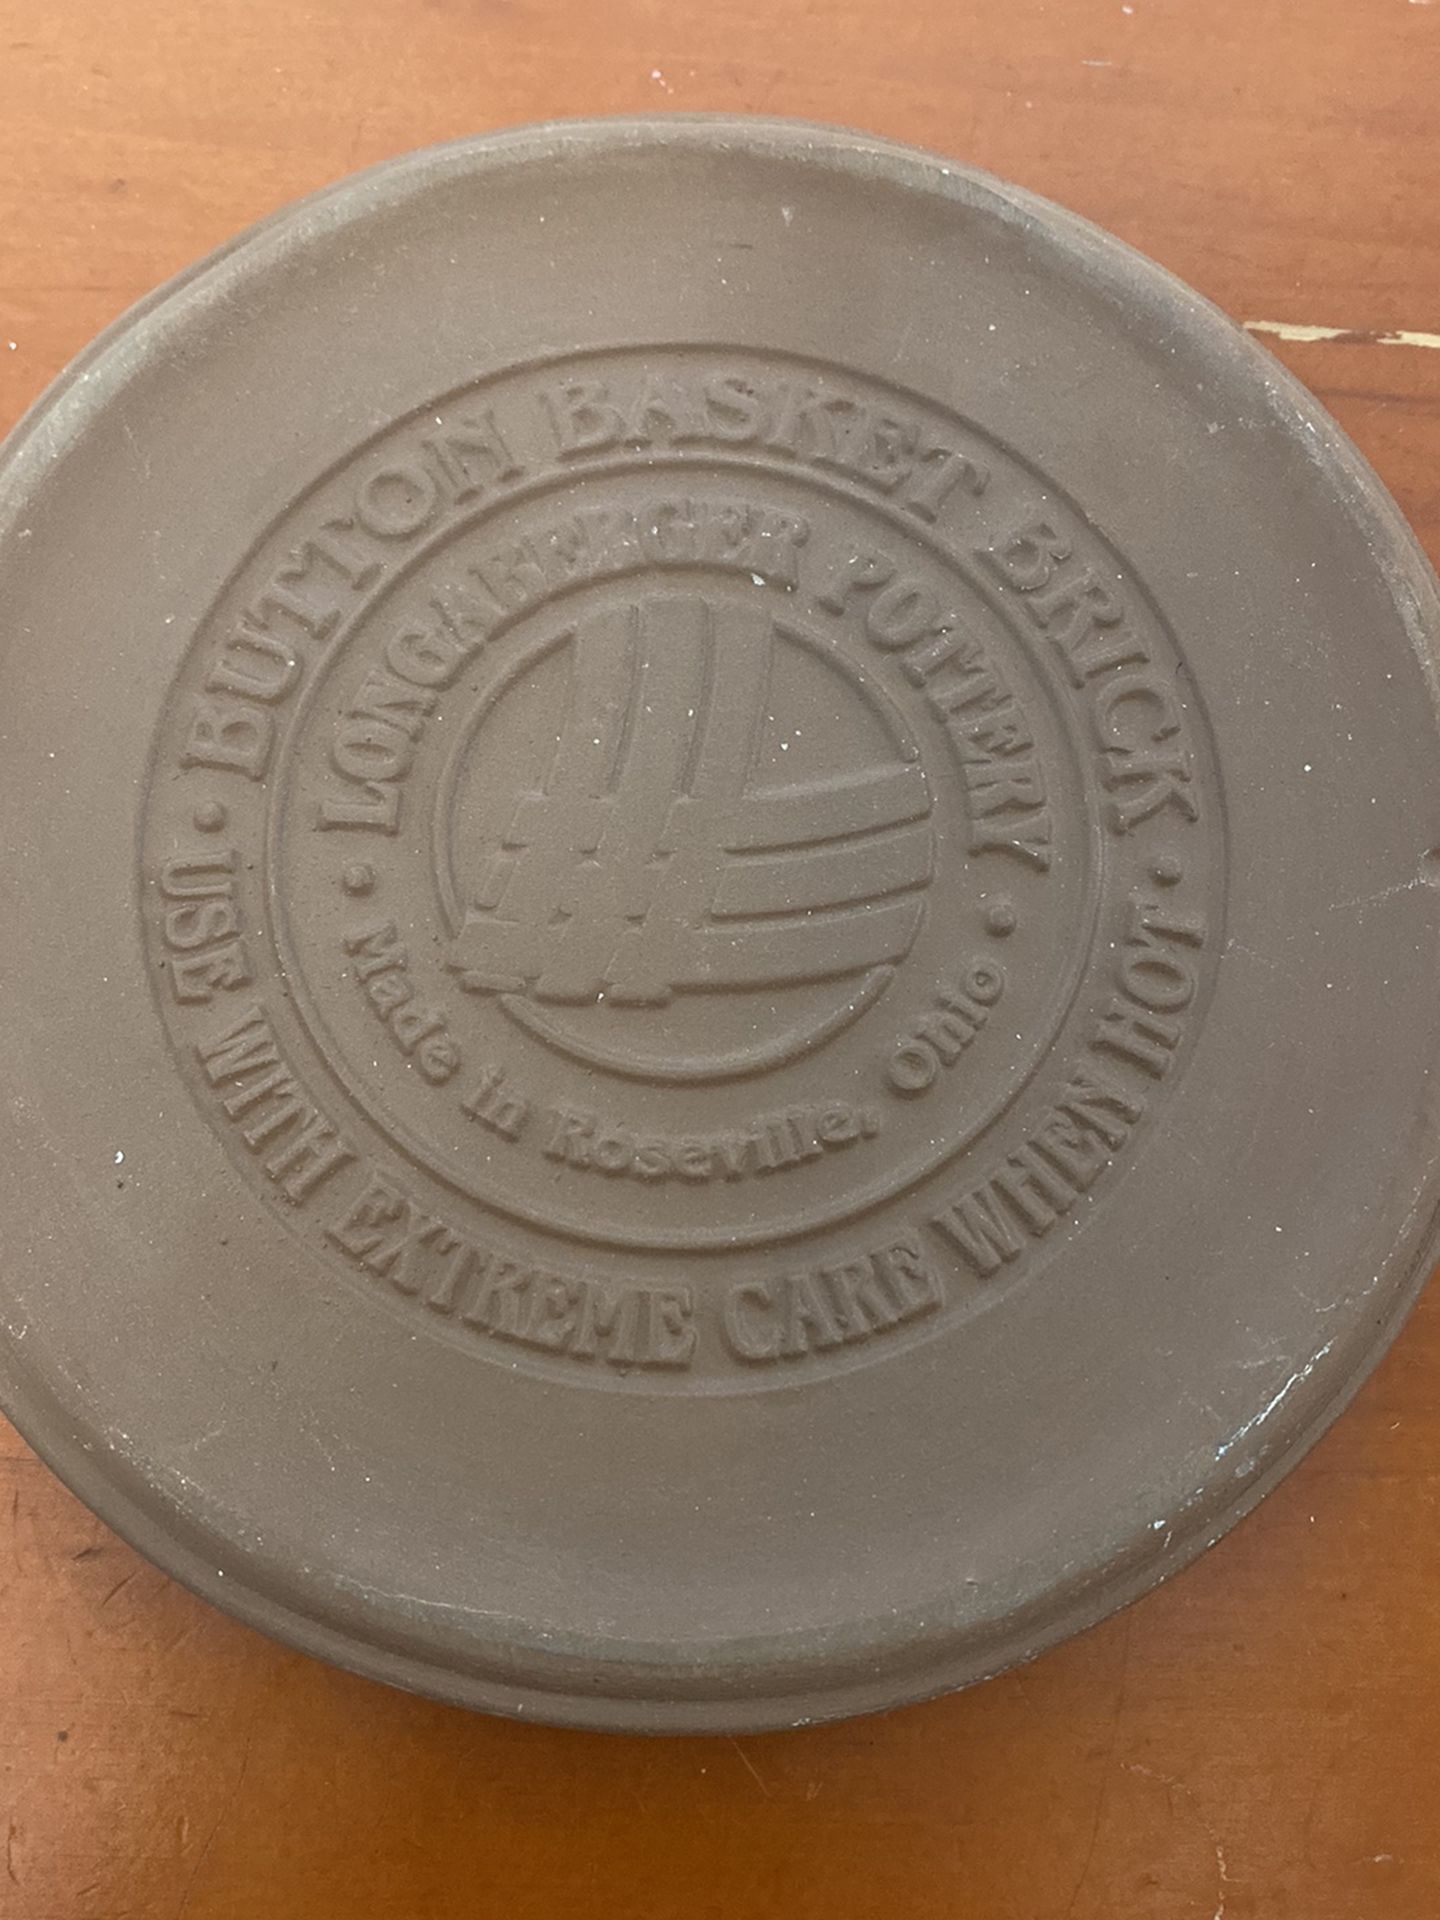 • BUTTON BASKET BRICK •
USE WITH EXTREME CARE WHEN HOT
• LONGABERGER POTTERY •
Made in Roseville, Ohio